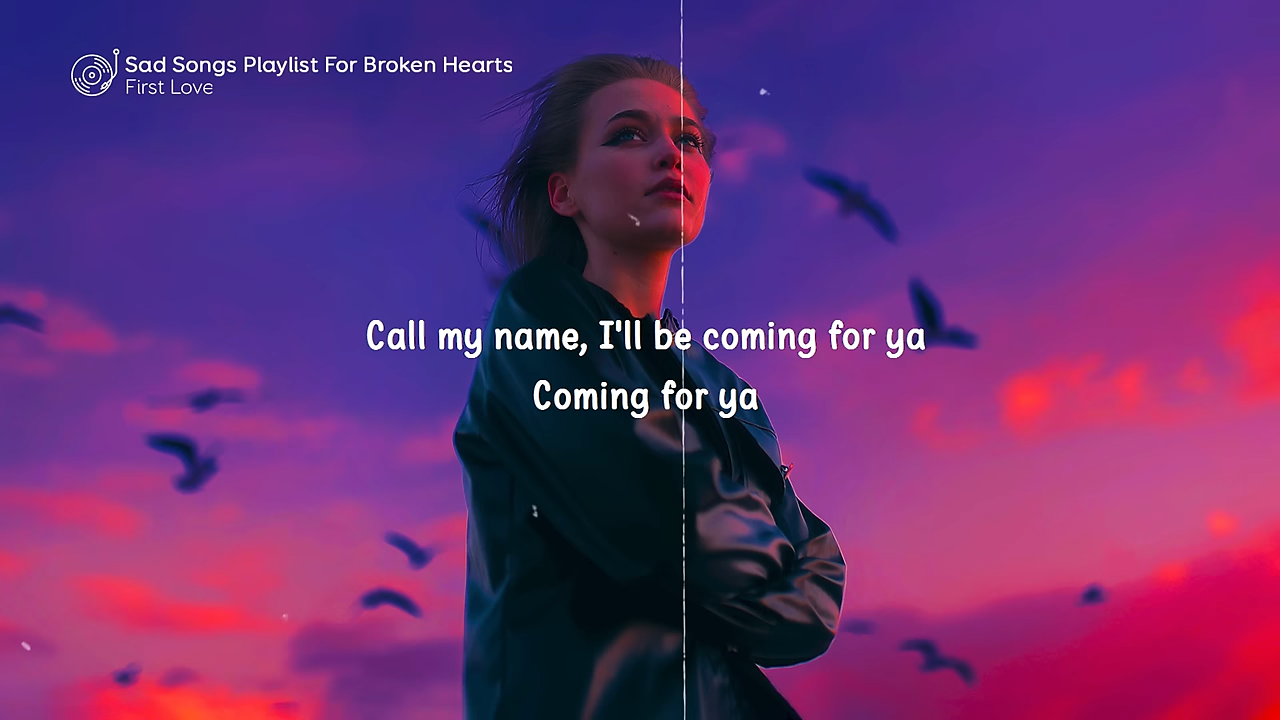 Sad Songs Playlist For Broken Hearts
First Love
Call my name, I'll be coming for ya
Coming for ya